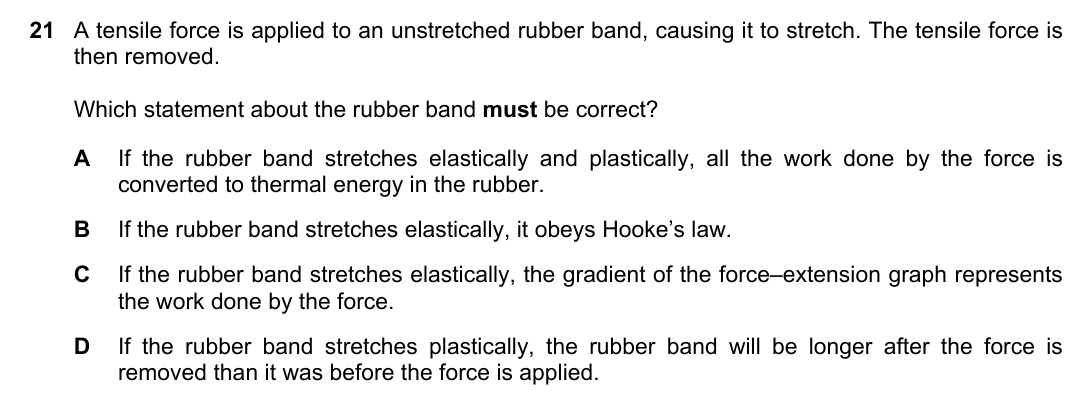 21 A tensile force is applied to an unstretched rubber band, causing it to stretch. The tensile force is
then removed.
Which statement about the rubber band must be correct?
A If the rubber band stretches elastically and plastically, all the work done by the force is
converted to thermal energy in the rubber.
B If the rubber band stretches elastically, it obeys Hooke’s law.
C If the rubber band stretches elastically, the gradient of the force–extension graph represents
the work done by the force.
D If the rubber band stretches plastically, the rubber band will be longer after the force is
removed than it was before the force is applied.